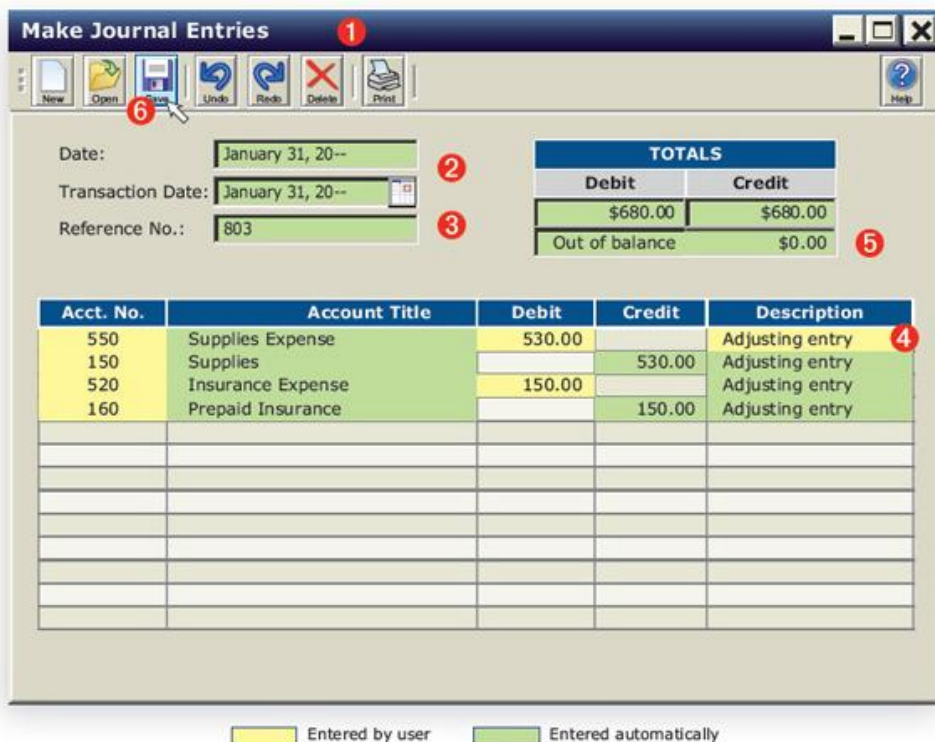 Make Journal Entries 1
New Open Save Undo Redo Delete Print Help
6
Date: January 31, 20--
2
Transaction Date: January 31, 20--
Reference No.: 803
3
TOTALS
Debit Credit
$680.00 $680.00
Out of balance $0.00
5
Acct. No. Account Title Debit Credit Description
550 Supplies Expense 530.00 Adjusting entry 4
150 Supplies 530.00 Adjusting entry
520 Insurance Expense 150.00 Adjusting entry
160 Prepaid Insurance 150.00 Adjusting entry
Entered by user Entered automatically